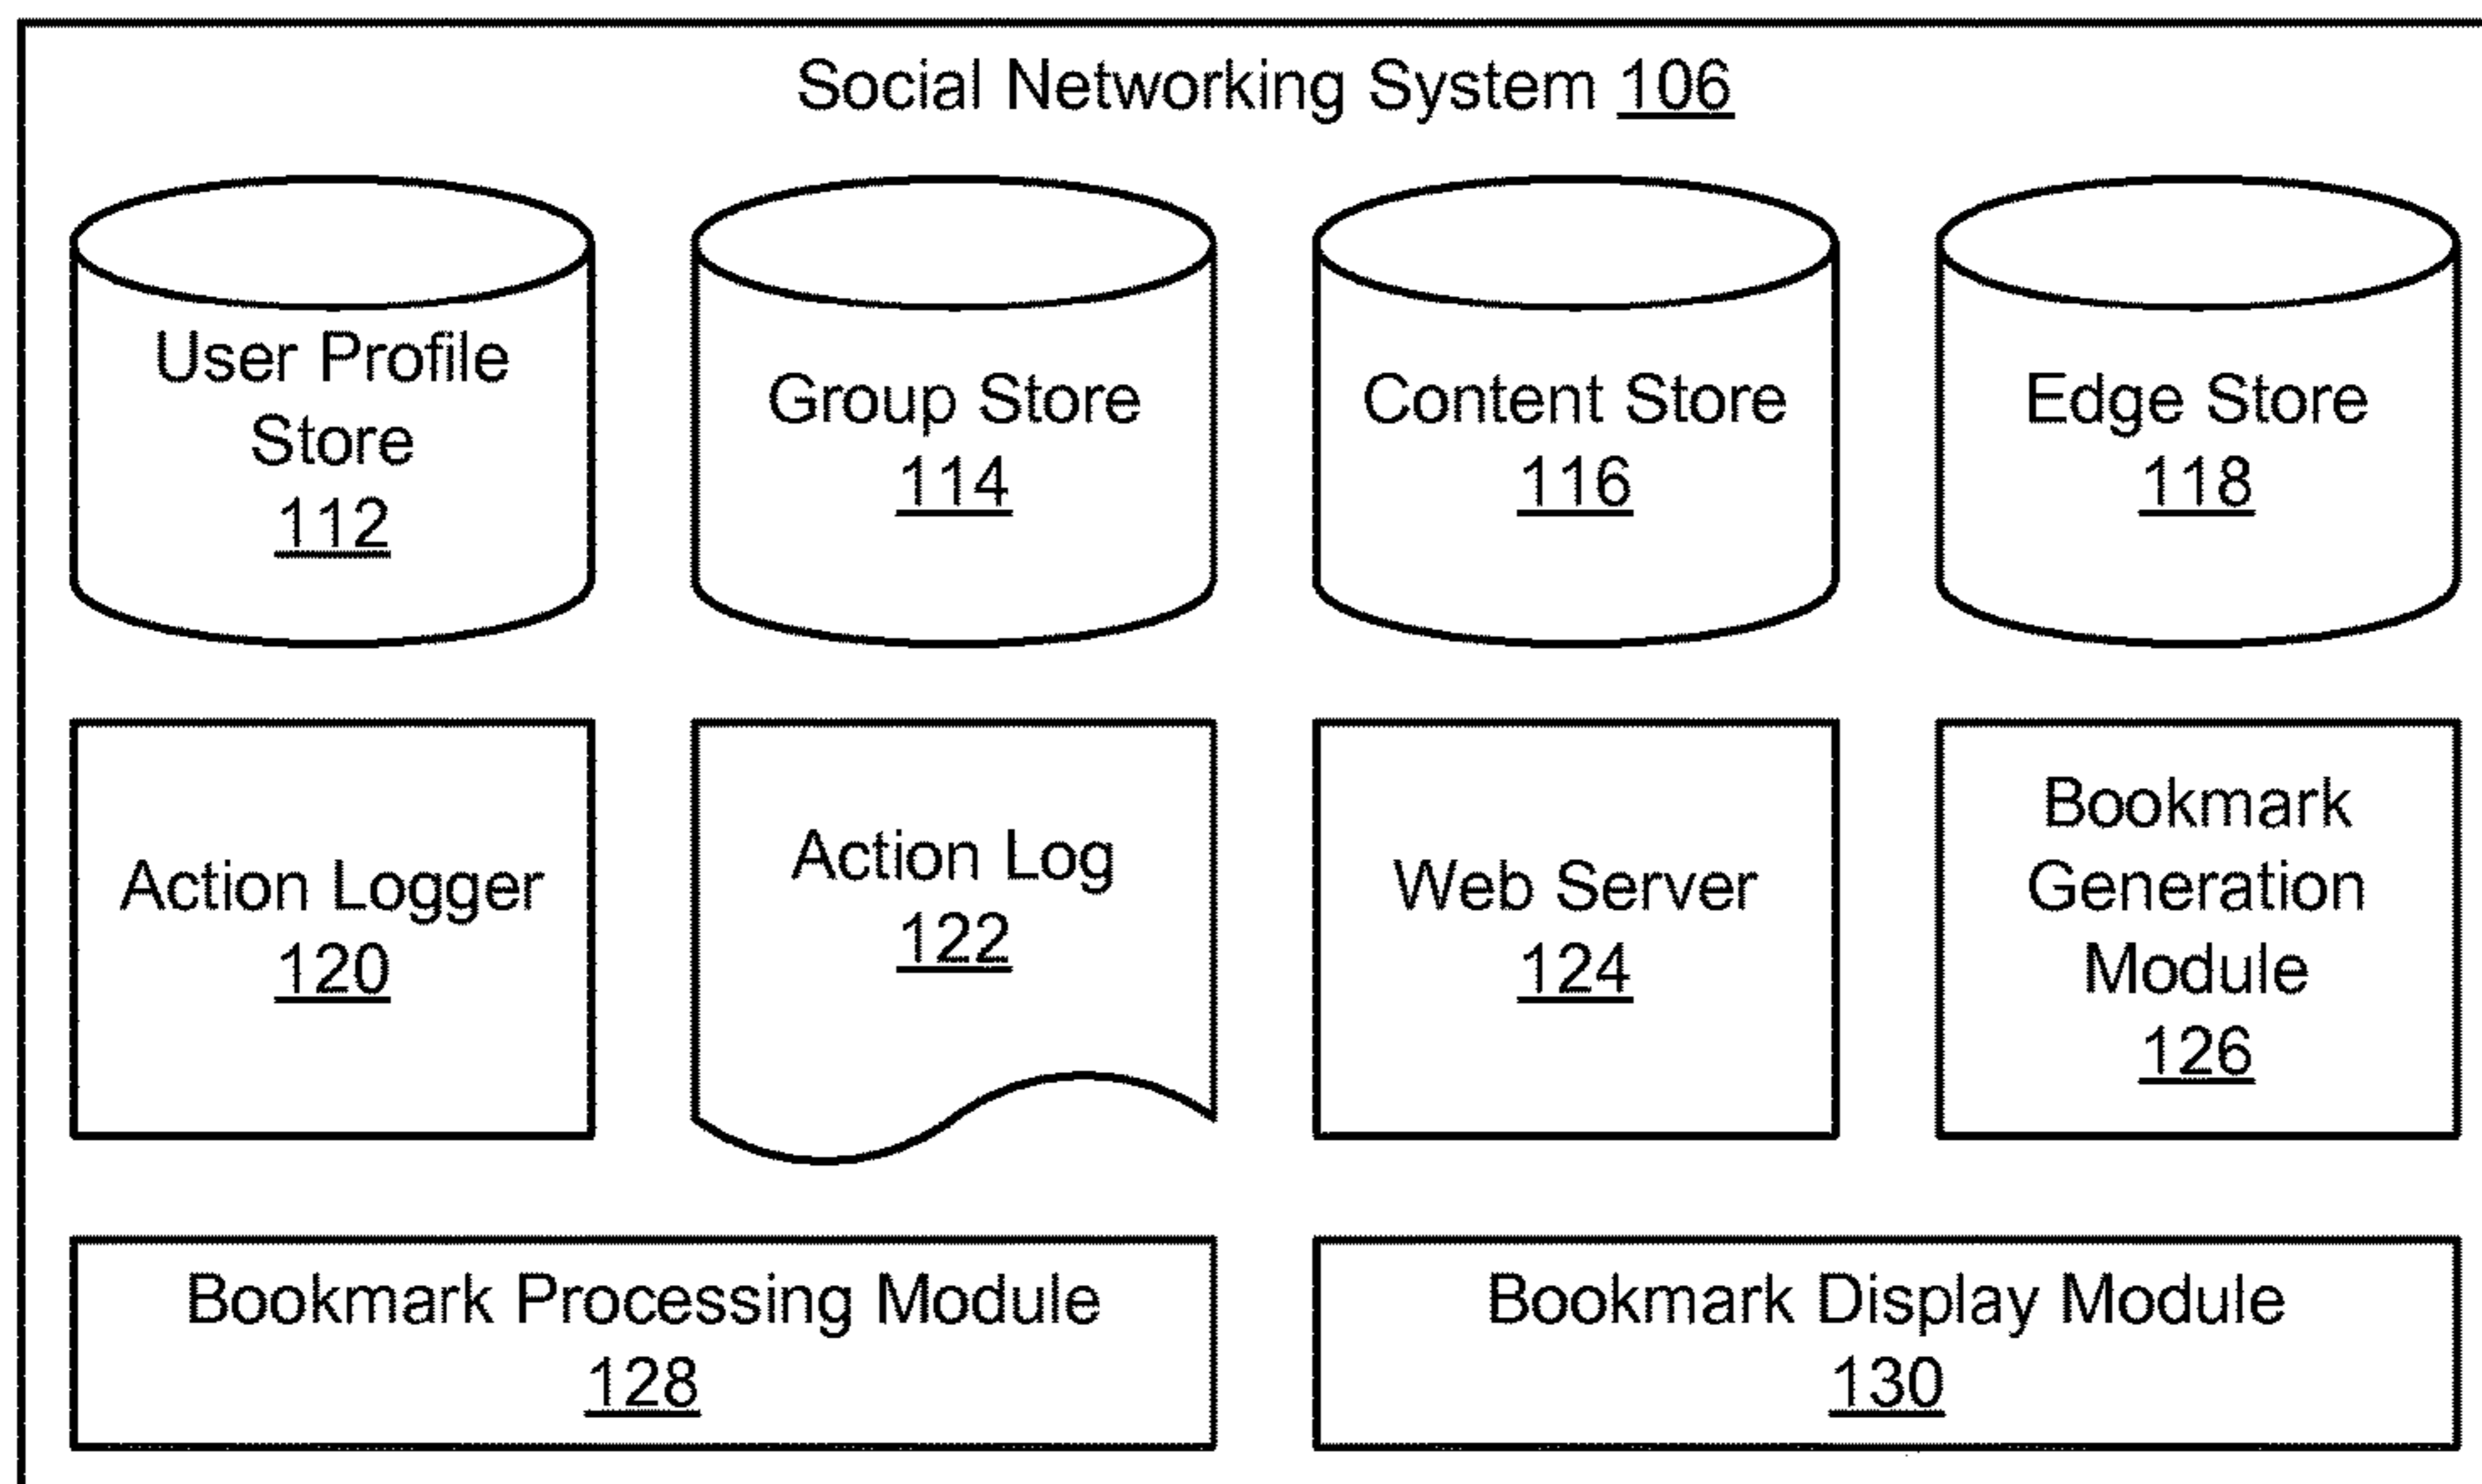 Social Networking System 106
User Profile
Store
112
Group Store
114
Content Store
116
Edge Store
118
Action Logger
120
Action Log
122
Web Server
124
Bookmark
Generation
Module
126
Bookmark Processing Module
128
Bookmark Display Module
130